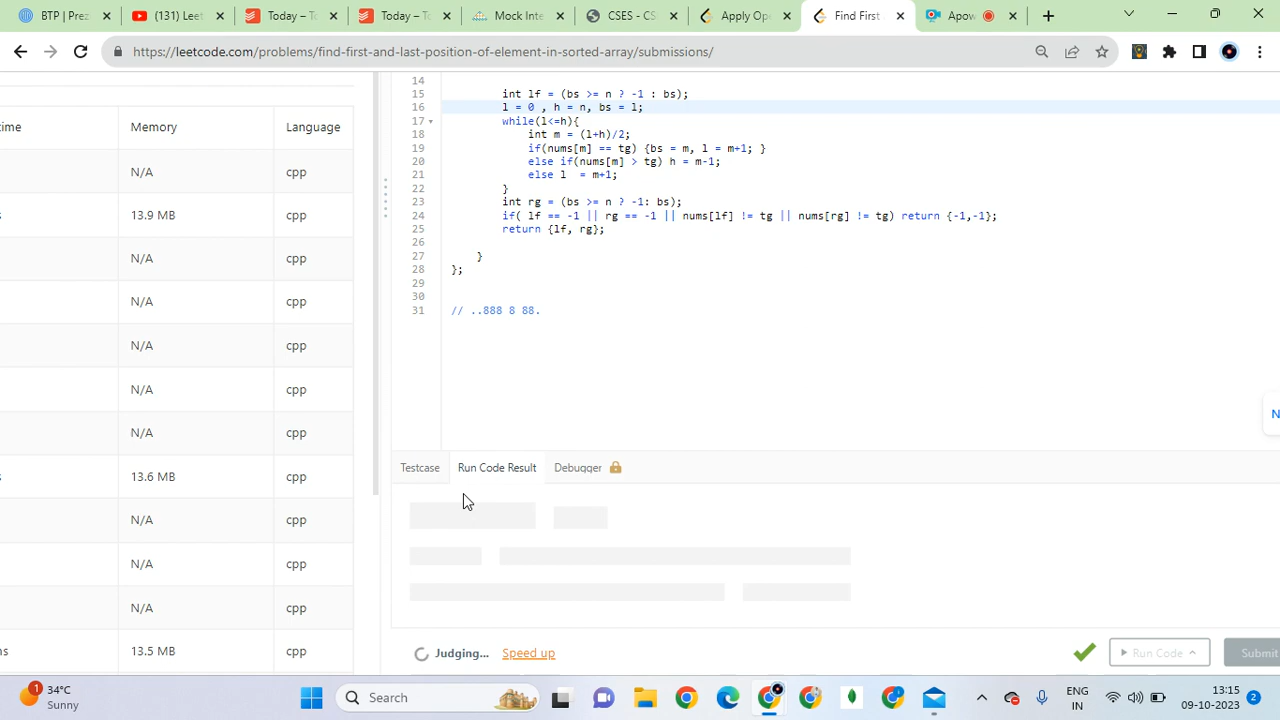 BTP | Prez
(131) Leet
Today – To
Today – To
Mock Inte
CSES - CS
Apply Ope
Find First
Apow
https://leetcode.com/problems/find-first-and-last-position-of-element-in-sorted-array/submissions/
ime Memory Language
N/A cpp
s 13.9 MB cpp
N/A cpp
N/A cpp
N/A cpp
N/A cpp
N/A cpp
s 13.6 MB cpp
N/A cpp
N/A cpp
N/A cpp
ns 13.5 MB cpp
14
15 int lf = (bs >= n ? -1 : bs);
16 l = 0 , h = n, bs = l;
17 while(l<=h){
18 int m = (l+h)/2;
19 if(nums[m] == tg) {bs = m, l = m+1; }
20 else if(nums[m] > tg) h = m-1;
21 else l  = m+1;
22 }
23 int rg = (bs >= n ? -1: bs);
24 if( lf == -1 || rg == -1 || nums[lf] != tg || nums[rg] != tg) return {-1,-1};
25 return {lf, rg};
26
27 }
28 };
29
30
31 // ..888 8 88.
N
Testcase Run Code Result Debugger
Judging... Speed up Run Code Submit
1 34°C
Sunny
Search
ENG
IN
13:15
09-10-2023
2